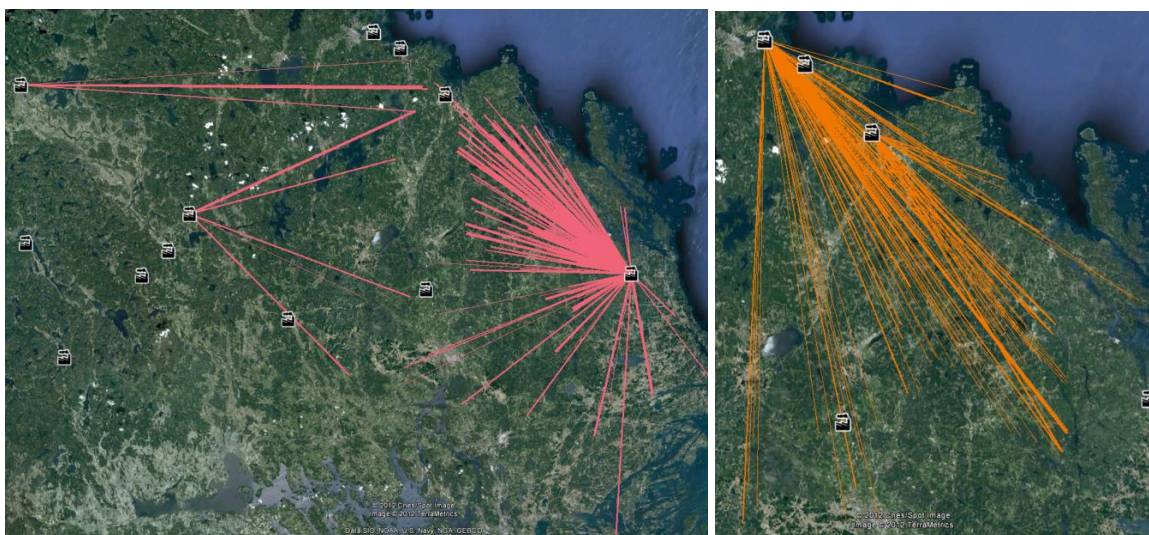 © 2012 Cnes/Spot Image
Image © 2012 TerraMetrics
Data SIO, NOAA, U.S. Navy, NGA, GEBCO
© 2012 Cnes/Spot Image
Image © 2012 TerraMetrics